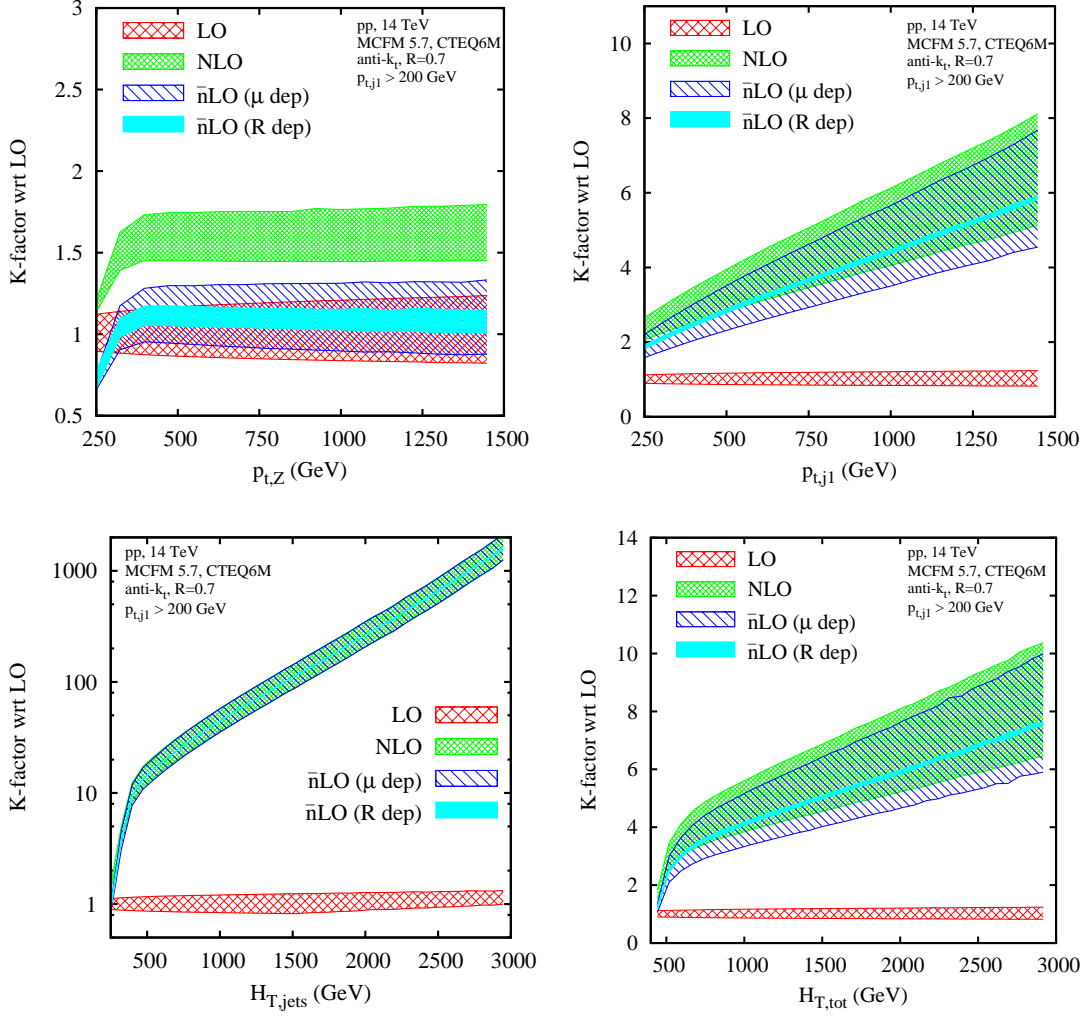 LO
NLO
n̄LO (μ dep)
n̄LO (R dep)
pp, 14 TeV
MCFM 5.7, CTEQ6M
anti-kt, R=0.7
pt,j1 > 200 GeV
K-factor wrt LO
3
2.5
2
1.5
1
0.5
250 500 750 1000 1250 1500
pt,Z (GeV)
LO
NLO
n̄LO (μ dep)
n̄LO (R dep)
pp, 14 TeV
MCFM 5.7, CTEQ6M
anti-kt, R=0.7
pt,j1 > 200 GeV
K-factor wrt LO
10
8
6
4
2
0
250 500 750 1000 1250 1500
pt,j1 (GeV)
pp, 14 TeV
MCFM 5.7, CTEQ6M
anti-kt, R=0.7
pt,j1 > 200 GeV
LO
NLO
n̄LO (μ dep)
n̄LO (R dep)
K-factor wrt LO
1000
100
10
1
500 1000 1500 2000 2500 3000
HT,jets (GeV)
LO
NLO
n̄LO (μ dep)
n̄LO (R dep)
pp, 14 TeV
MCFM 5.7, CTEQ6M
anti-kt, R=0.7
pt,j1 > 200 GeV
K-factor wrt LO
14
12
10
8
6
4
2
0
500 1000 1500 2000 2500 3000
HT,tot (GeV)